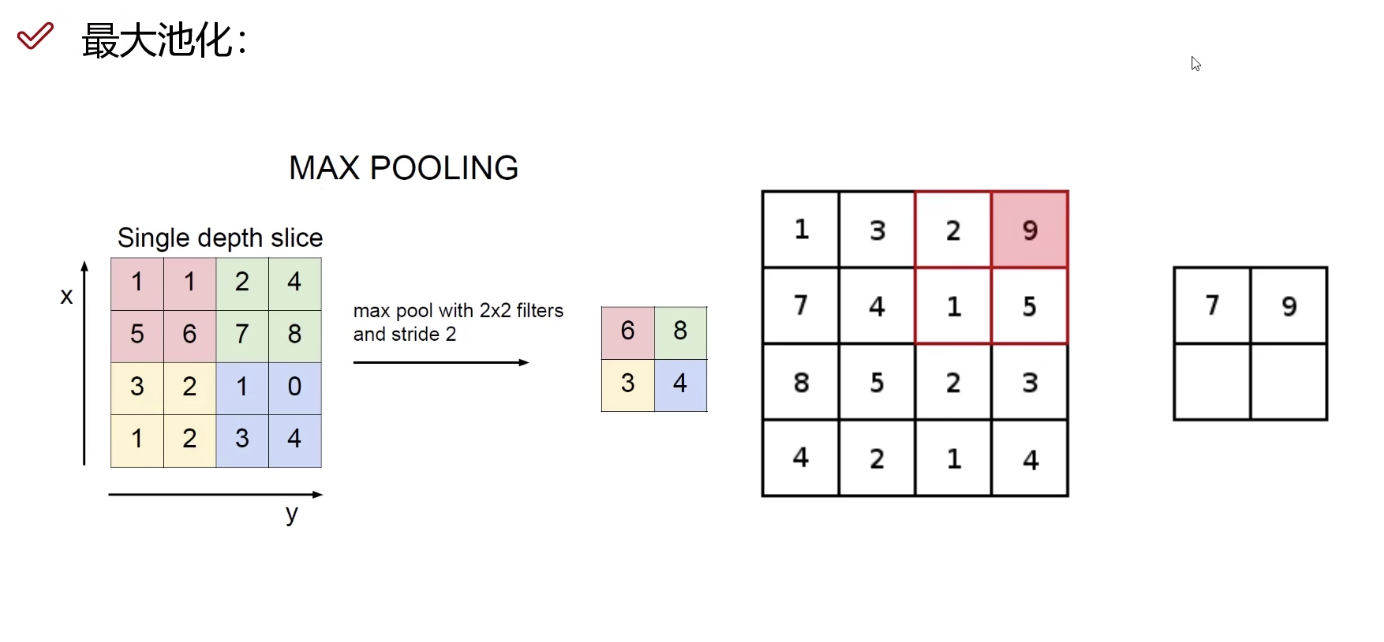 最大池化：
MAX POOLING
Single depth slice
x
1 1 2 4
5 6 7 8
3 2 1 0
1 2 3 4
y
max pool with 2x2 filters
and stride 2
6 8
3 4
1 3 2 9
7 4 1 5
8 5 2 3
4 2 1 4
7 9